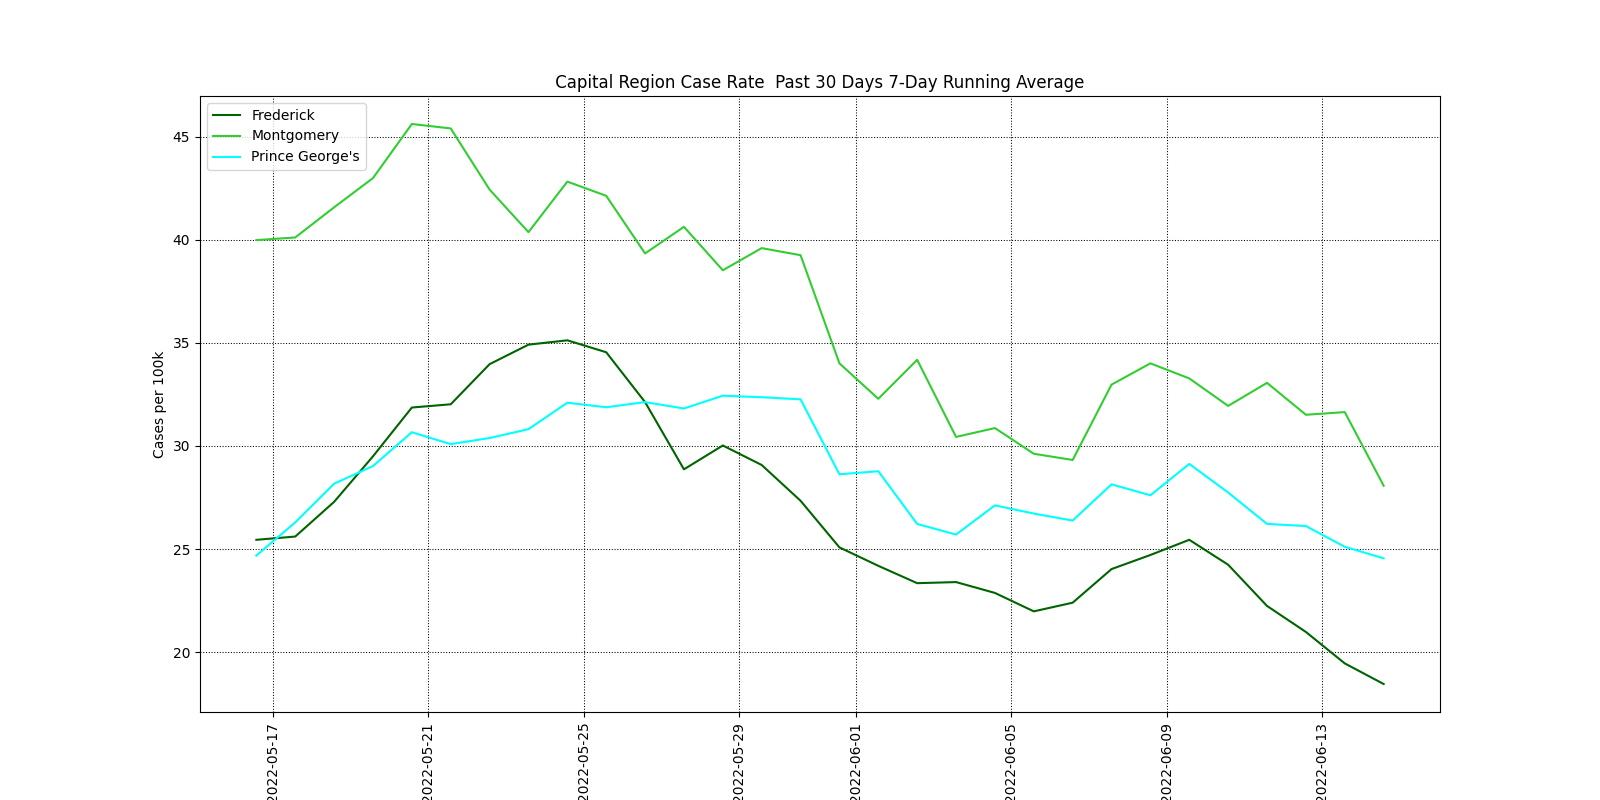 Capital Region Case Rate  Past 30 Days 7-Day Running Average
Frederick
Montgomery
Prince George's
Cases per 100k
45
40
35
30
25
20
2022-05-17
2022-05-21
2022-05-25
2022-05-29
2022-06-01
2022-06-05
2022-06-09
2022-06-13